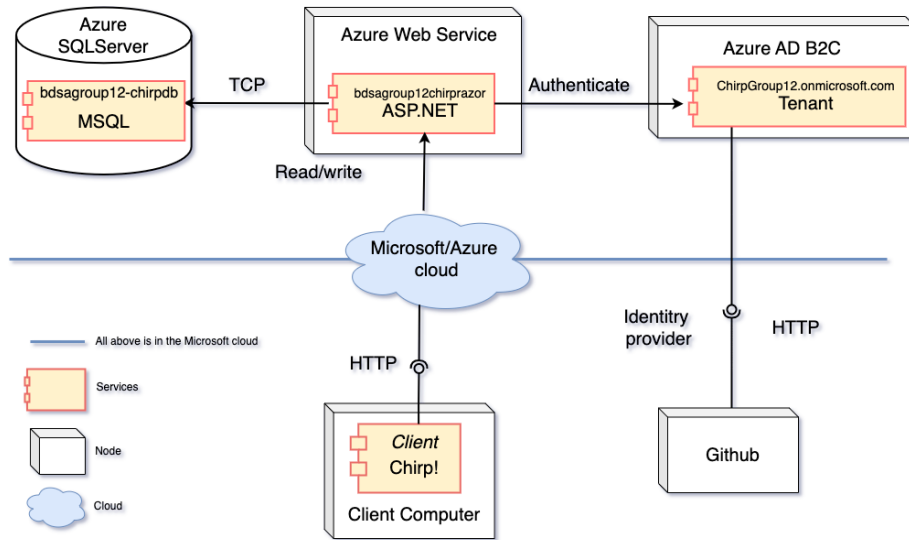 Azure
SQLServer
bdsagroup12-chirpdb
MSQL
TCP
Azure Web Service
bdsagroup12chirprazor
ASP.NET
Authenticate
Azure AD B2C
ChirpGroup12.onmicrosoft.com
Tenant
Read/write
Microsoft/Azure
cloud
Identitry
provider
HTTP
All above is in the Microsoft cloud
Services
Node
Cloud
HTTP
Client
Chirp!
Client Computer
Github